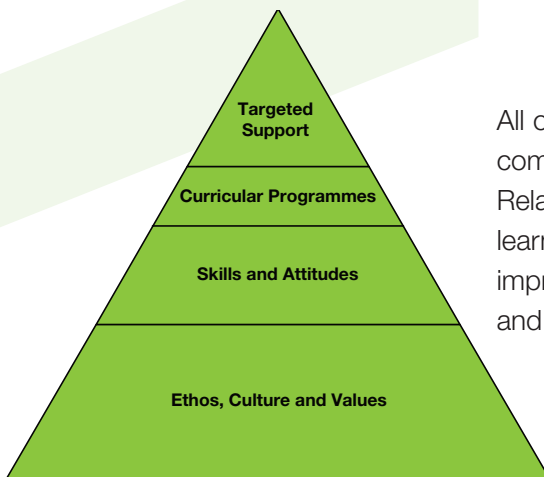 Targeted
Support
Curricular Programmes
Skills and Attitudes
Ethos, Culture and Values
All
com
Rela
learn
impr
and